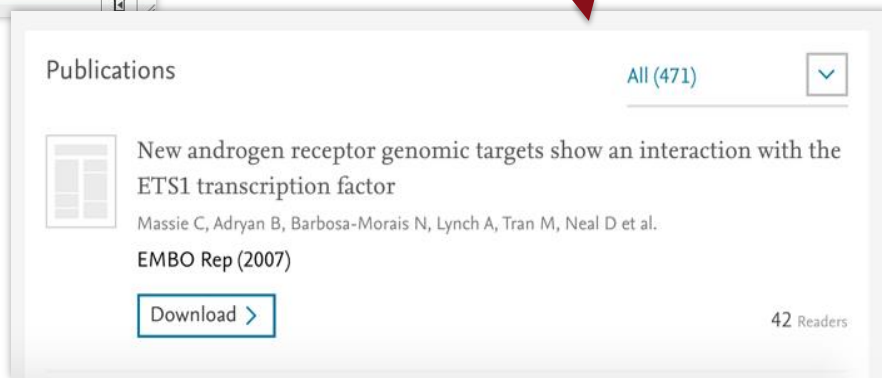 Publications
All (471)
New androgen receptor genomic targets show an interaction with the
ETS1 transcription factor
Massie C, Adryan B, Barbosa-Morais N, Lynch A, Tran M, Neal D et al.
EMBO Rep (2007)
Download >
42 Readers